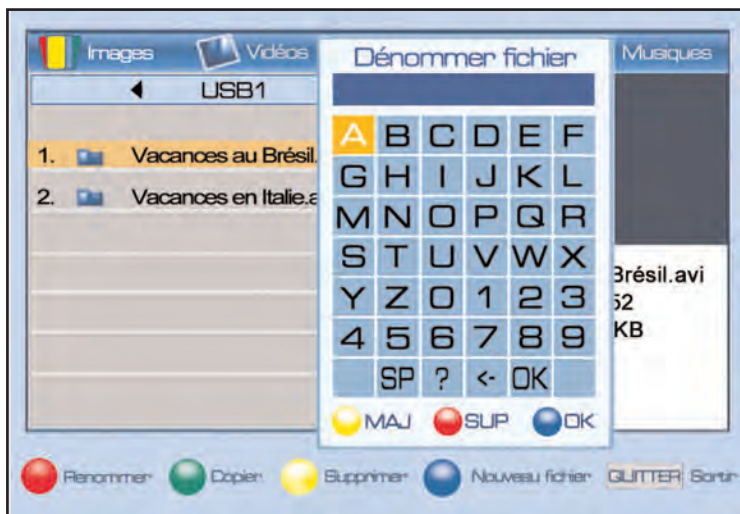 Images Vidéos Musiques
Dénommer fichier
USB1
1. Vacances au Brésil.
2. Vacances en Italie.a
A B C D E F
G H I J K L
M N O P Q R
S T U V W X
Y Z 0 1 2 3
4 5 6 7 8 9
SP ? <- OK
MAJ SUP OK
Brésil.avi
52
KB
Renommer Copier Supprimer Nouveau fichier QUITTER Sortir